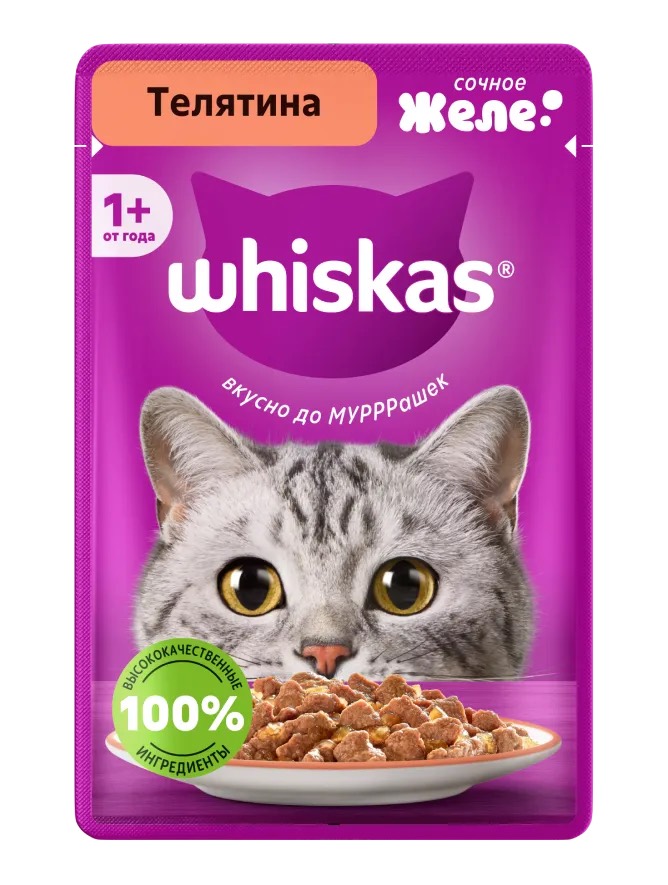 Телятина
сочное
Желе
1+
от года
whiskas®
вкусно до МУРРРашек
ВЫСОКОКАЧЕСТВЕННЫЕ
100%
ИНГРЕДИЕНТЫ